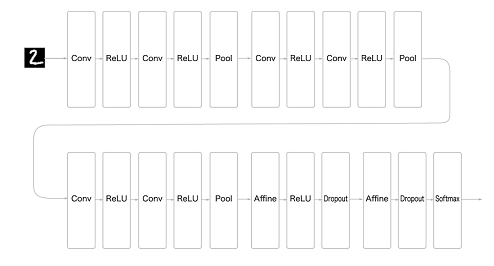 2 Conv ReLU Conv ReLU Pool Conv ReLU Conv ReLU Pool
Conv ReLU Conv ReLU Pool Affine ReLU Dropout Affine Dropout Softmax